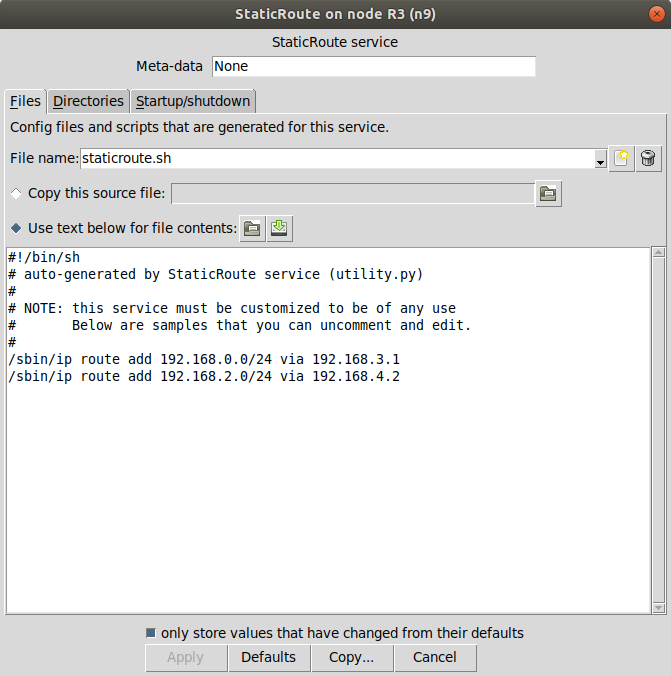 StaticRoute on node R3 (n9)
StaticRoute service
Meta-data None
Files Directories Startup/shutdown
Config files and scripts that are generated for this service.
File name: staticroute.sh
Copy this source file:
Use text below for file contents:
#!/bin/sh
# auto-generated by StaticRoute service (utility.py)
#
# NOTE: this service must be customized to be of any use
#       Below are samples that you can uncomment and edit.
#
/sbin/ip route add 192.168.0.0/24 via 192.168.3.1
/sbin/ip route add 192.168.2.0/24 via 192.168.4.2
only store values that have changed from their defaults
Apply Defaults Copy... Cancel